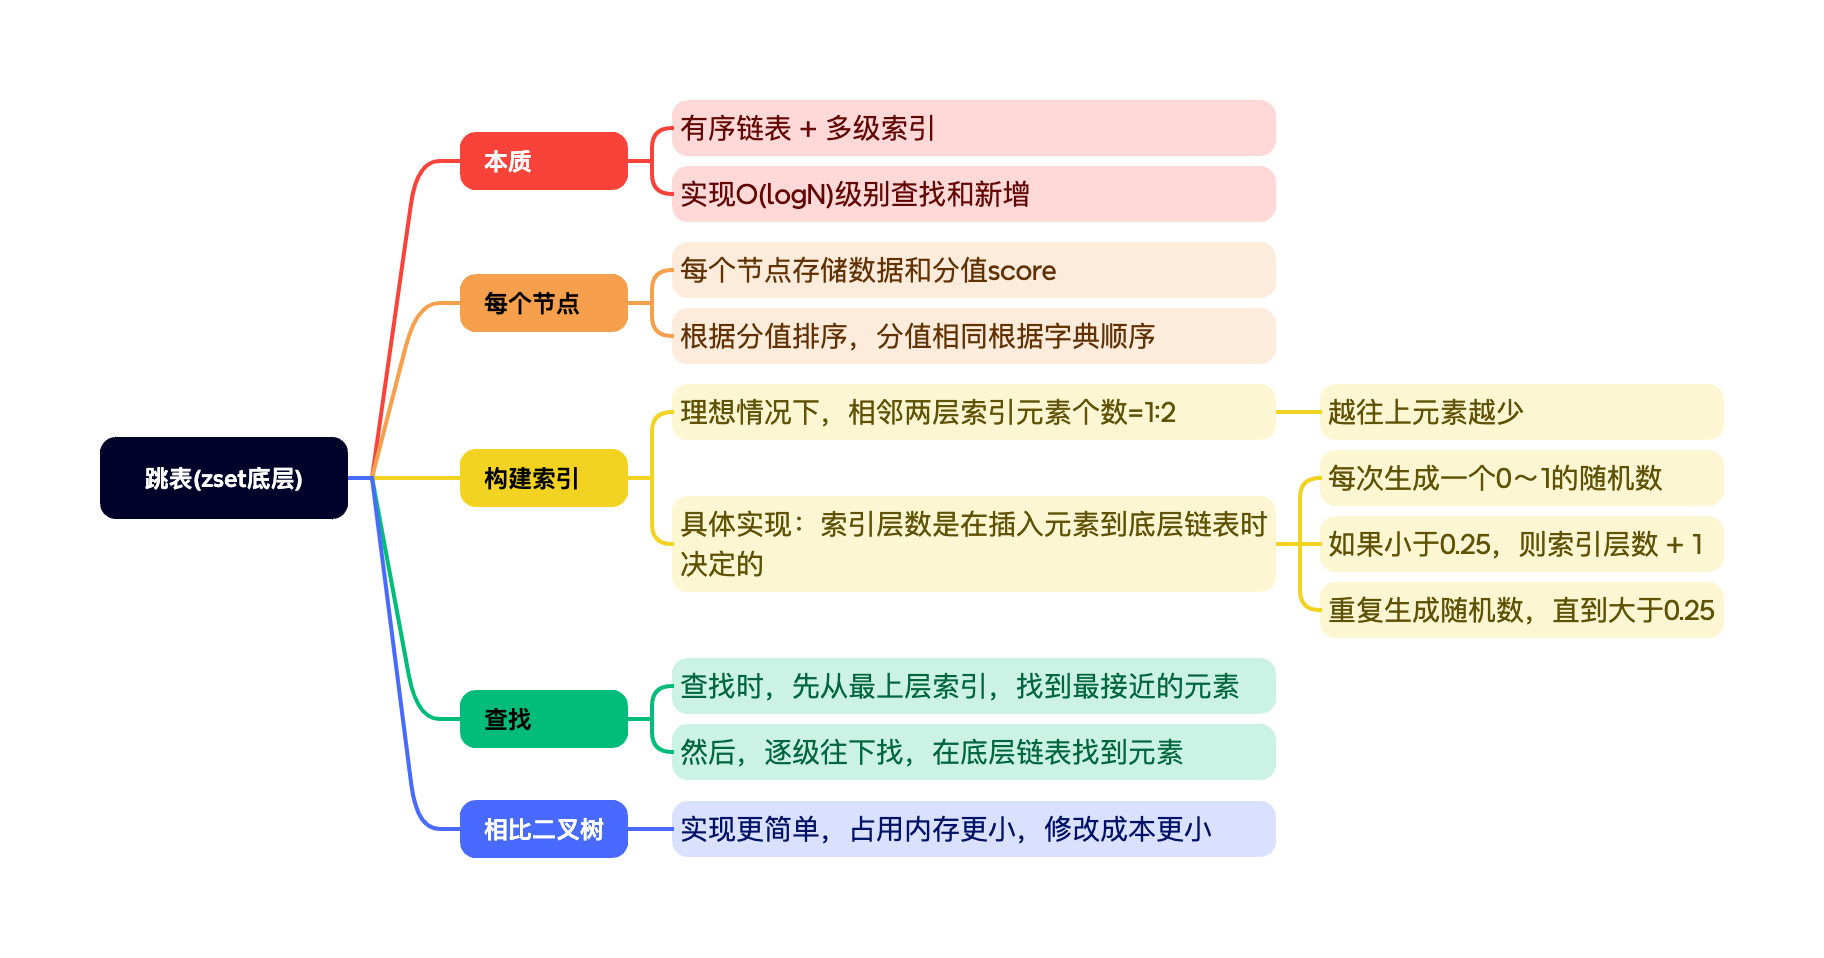 跳表(zset底层)
本质
有序链表 + 多级索引
实现O(logN)级别查找和新增
每个节点
每个节点存储数据和分值score
根据分值排序，分值相同根据字典顺序
构建索引
理想情况下，相邻两层索引元素个数=1:2
越往上元素越少
具体实现：索引层数是在插入元素到底层链表时
决定的
每次生成一个0～1的随机数
如果小于0.25，则索引层数 + 1
重复生成随机数，直到大于0.25
查找
查找时，先从最上层索引，找到最接近的元素
然后，逐级往下找，在底层链表找到元素
相比二叉树
实现更简单，占用内存更小，修改成本更小